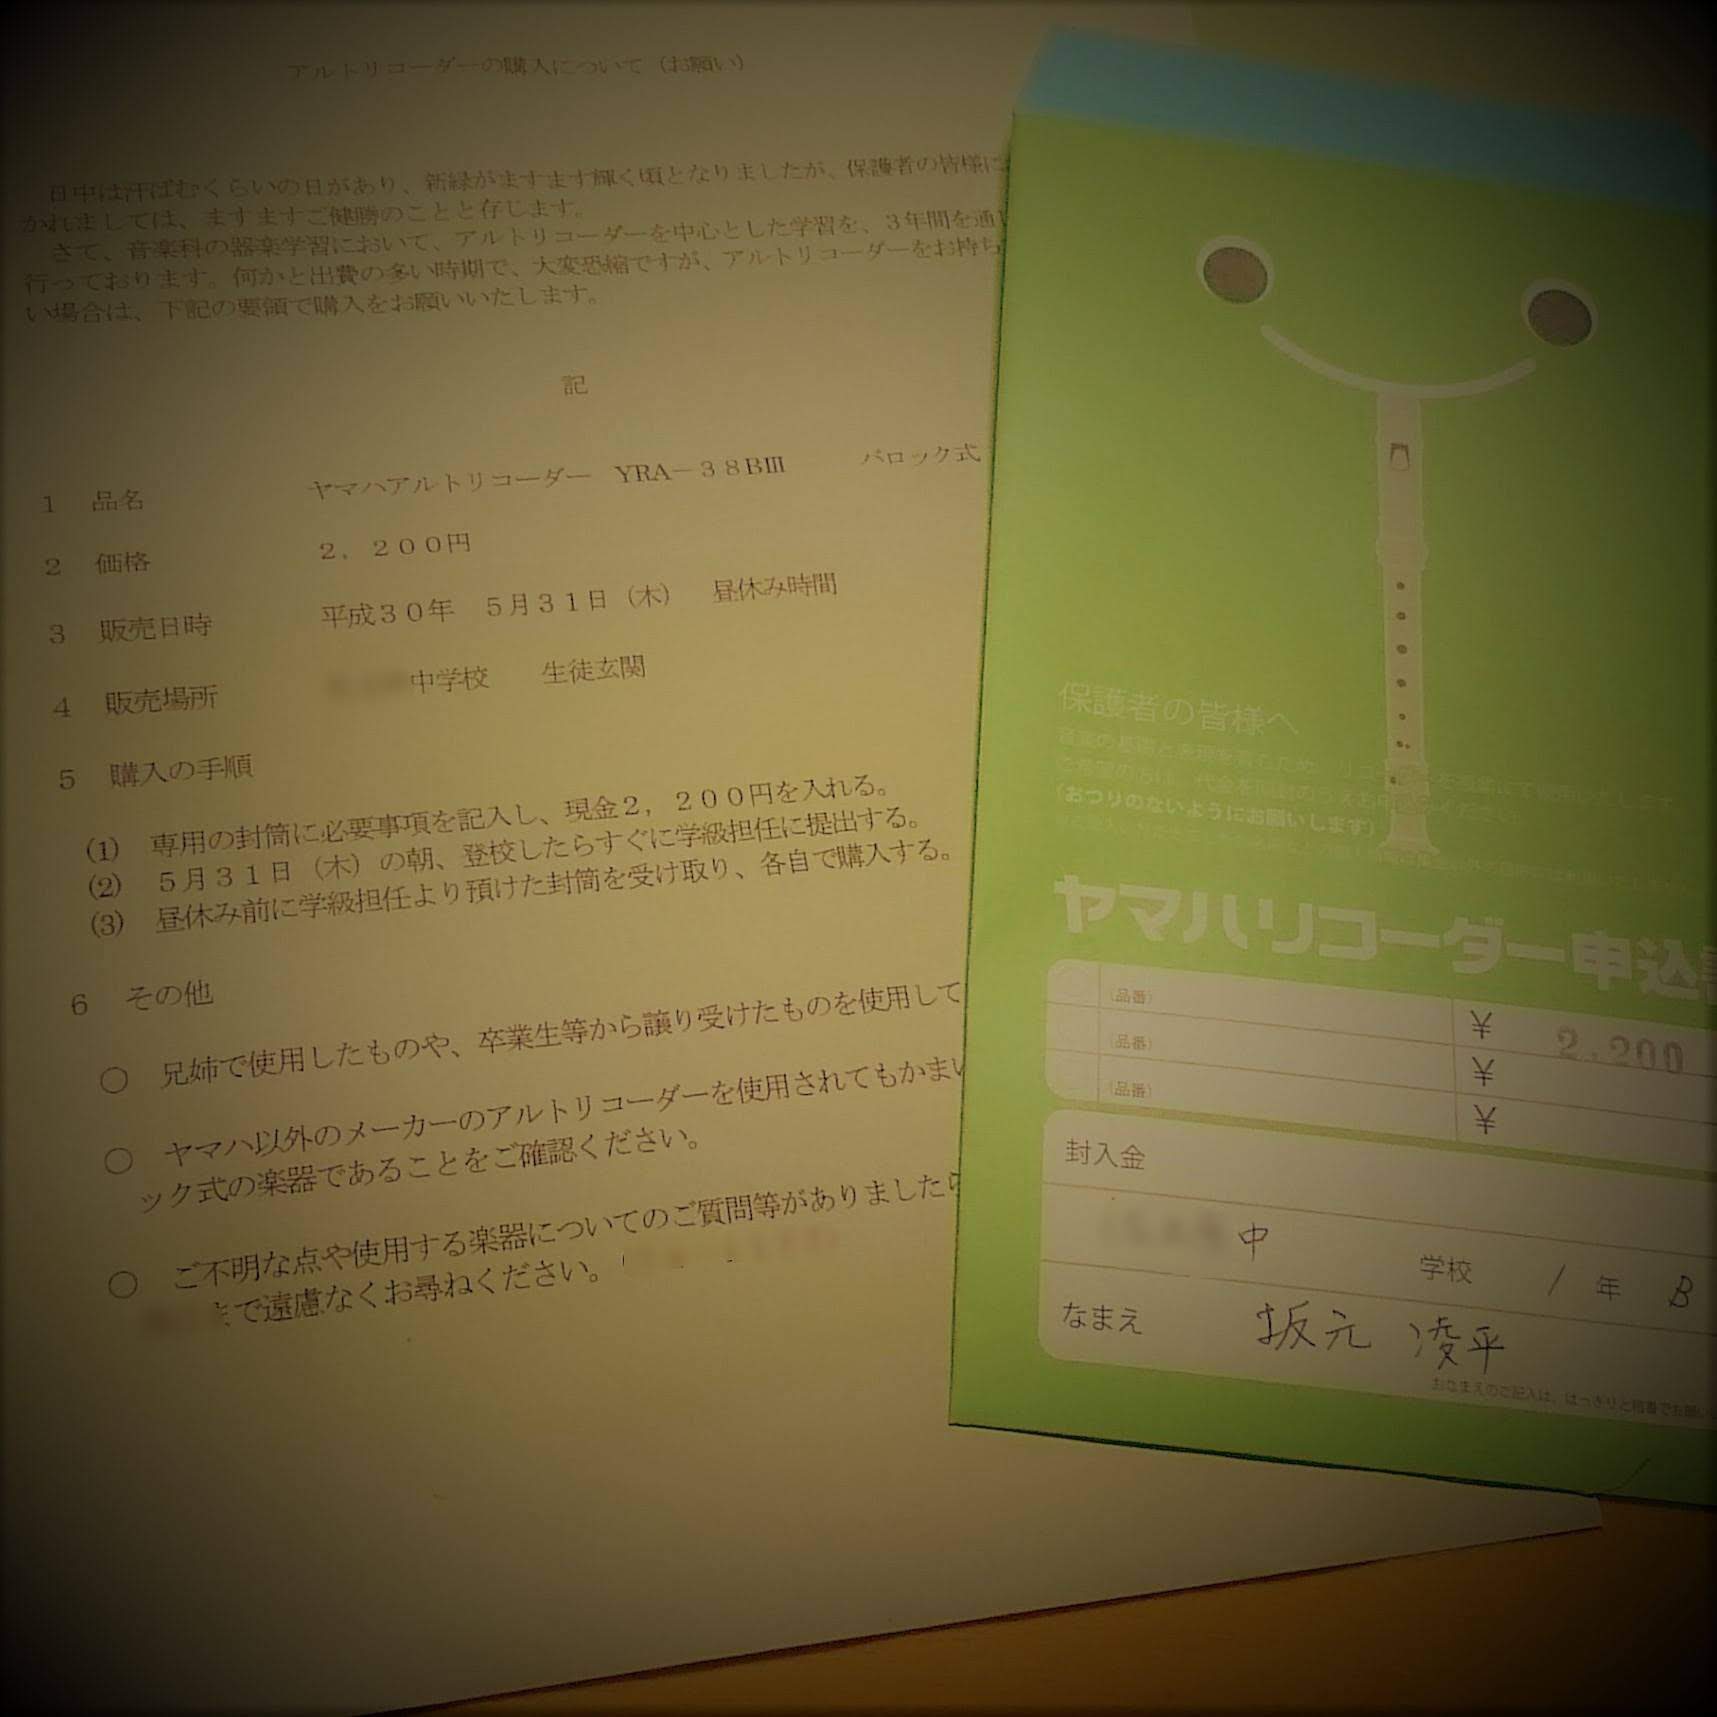 アルトリコーダーの購入について（お願い）
日中は汗ばむくらいの日があり、新緑がますます輝く頃となりましたが、保護者の皆様に
かれましては、ますますご健勝のことと存じます。
さて、音楽科の器楽学習において、アルトリコーダーを中心とした学習を、３年間を通し
行っております。何かと出費の多い時期で、大変恐縮ですが、アルトリコーダーをお持ち
い場合は、下記の要領で購入をお願いいたします。
記
１　品名　ヤマハアルトリコーダー　YRA－３８BⅢ　バロック式
２　価格　２，２００円
３　販売日時　平成３０年　５月３１日（木）　昼休み時間
４　販売場所　中学校　生徒玄関
５　購入の手順
(1)　専用の封筒に必要事項を記入し、現金２，２００円を入れる。
(2)　５月３１日（木）の朝、登校したらすぐに学級担任に提出する。
(3)　昼休み前に学級担任より預けた封筒を受け取り、各自で購入する。
６　その他
○　兄姉で使用したものや、卒業生等から譲り受けたものを使用して
○　ヤマハ以外のメーカーのアルトリコーダーを使用されてもかまい
ック式の楽器であることをご確認ください。
○　ご不明な点や使用する楽器についてのご質問等がありましたら
まで遠慮なくお尋ねください。
保護者の皆様へ
(おつりのないようにお願いします)
ヤマハリコーダー申込
(品番)　￥　2,200
(品番)　￥
(品番)　￥
封入金
中　学校　1　年　B
なまえ　坂元　凌平
おなまえのご記入は、はっきりと楷書でお願い